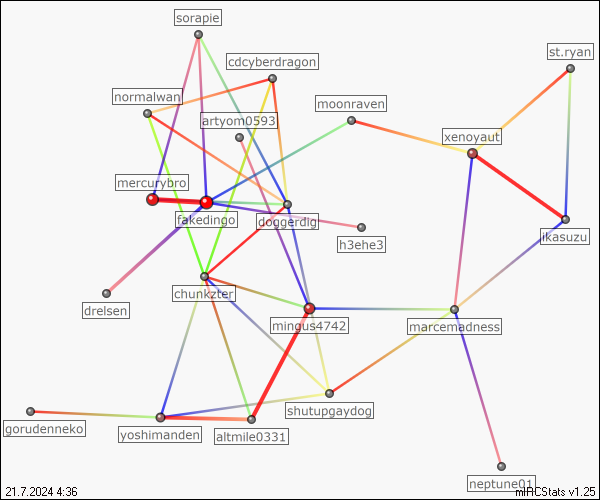 sorapie
st.ryan
cdcyberdragon
normalwan
moonraven
artyom0593
xenoyaut
mercurybro
fakedingo
doggerdig
ikasuzu
h3ehe3
chunkzter
drelsen
mingus4742
marcemadness
shutupgaydog
gorudenneko
yoshimanden
altmile0331
neptune01
21.7.2024 4:36
mIRCStats v1.25